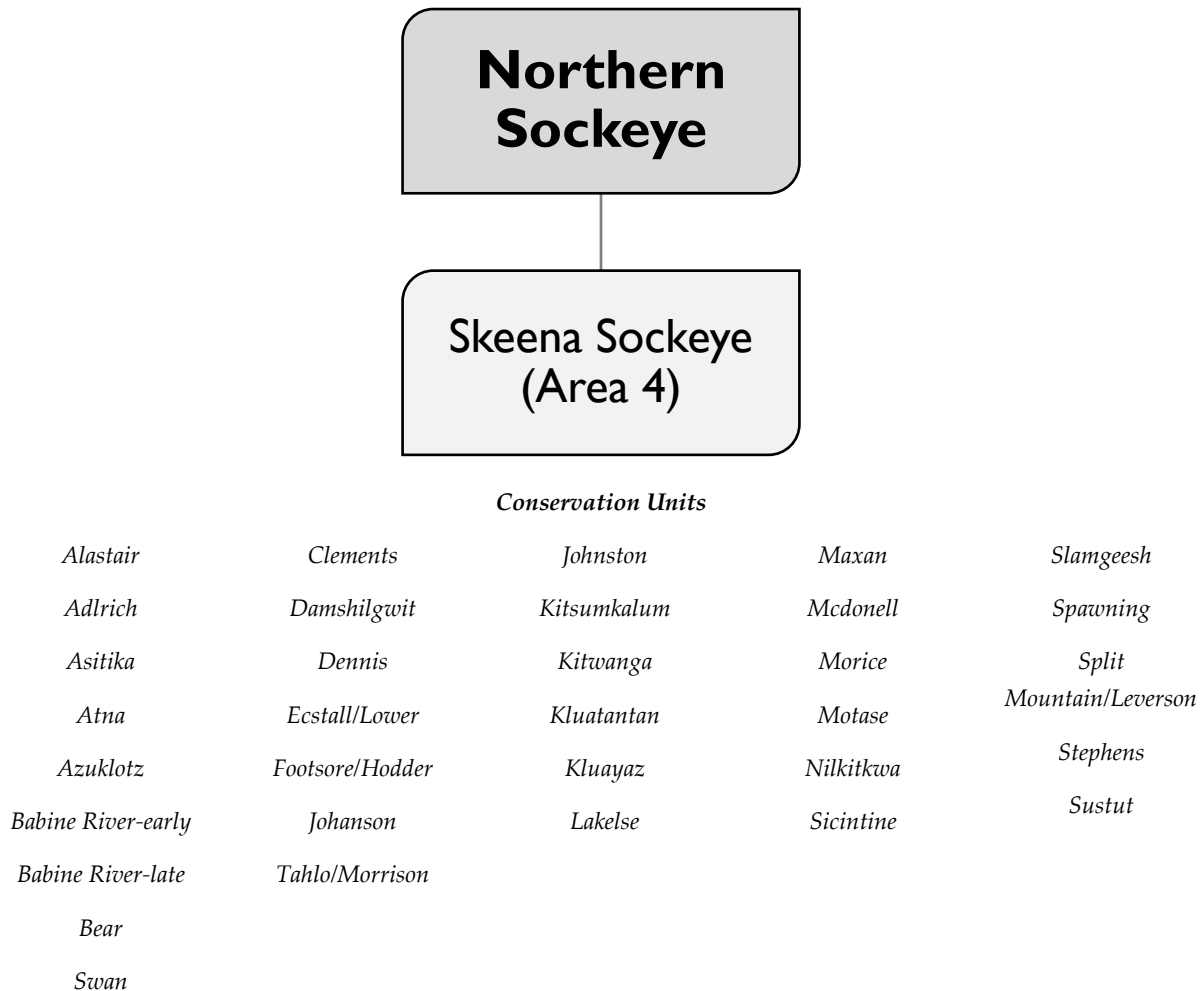 Northern
Sockeye
Skeena Sockeye
(Area 4)
Conservation Units
Alastair
Adlrich
Asitika
Atna
Azuklotz
Babine River-early
Babine River-late
Bear
Swan
Clements
Damshilgwit
Dennis
Ecstall/Lower
Footsore/Hodder
Johanson
Tahlo/Morrison
Johnston
Kitsumkalum
Kitwanga
Kluatantan
Kluayaz
Lakelse
Maxan
Mcdonell
Morice
Motase
Nilkitkwa
Sicintine
Slamgeesh
Spawning
Split
Mountain/Leverson
Stephens
Sustut